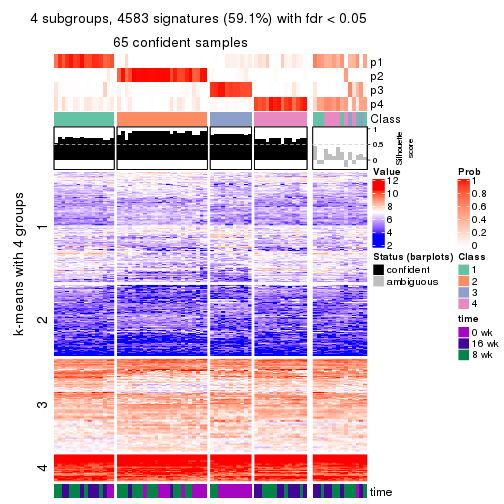 4 subgroups, 4583 signatures (59.1%) with fdr < 0.05
65 confident samples
p1
p2
p3
p4
Class
1
0.5
0
Silhouette
score
k-means with 4 groups
1
2
3
4
time
Value
12
10
8
6
4
2
Prob
1
0.8
0.6
0.4
0.2
0
Status (barplots)
confident
ambiguous
Class
1
2
3
4
time
0 wk
16 wk
8 wk